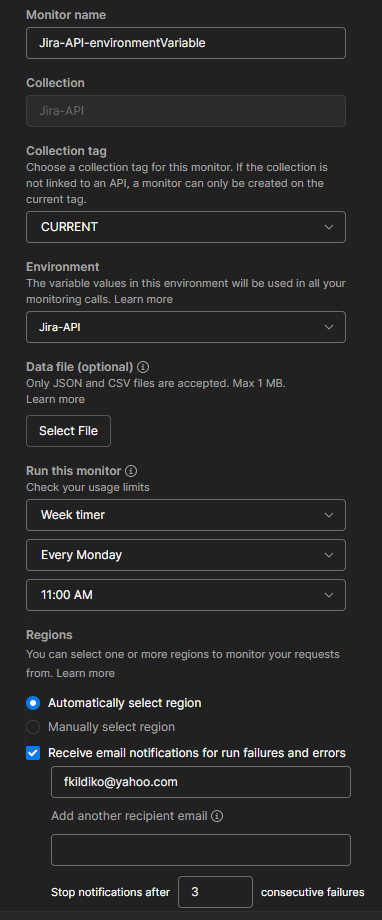 Monitor name
Jira-API-environmentVariable
Collection
Jira-API
Collection tag
Choose a collection tag for this monitor. If the collection is
not linked to an API, a monitor can only be created on the
current tag.
CURRENT
Environment
The variable values in this environment will be used in all your
monitoring calls. Learn more
Jira-API
Data file (optional)
Only JSON and CSV files are accepted. Max 1 MB.
Learn more
Select File
Run this monitor
Check your usage limits
Week timer
Every Monday
11:00 AM
Regions
You can select one or more regions to monitor your requests
from. Learn more
Automatically select region
Manually select region
Receive email notifications for run failures and errors
fkildiko@yahoo.com
Add another recipient email
Stop notifications after 3 consecutive failures